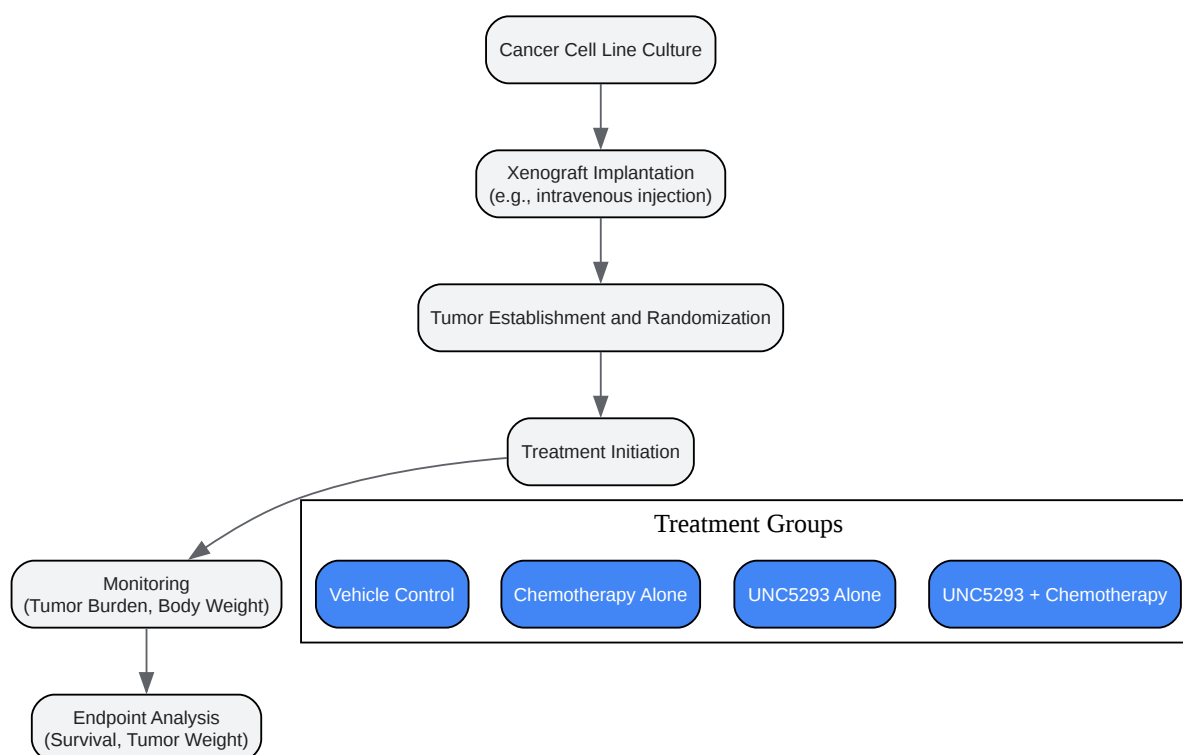 Cancer Cell Line Culture
Xenograft Implantation
(e.g., intravenous injection)
Tumor Establishment and Randomization
Treatment Initiation
Treatment Groups
Monitoring
(Tumor Burden, Body Weight)
Vehicle Control
Chemotherapy Alone
UNC5293 Alone
UNC5293 + Chemotherapy
Endpoint Analysis
(Survival, Tumor Weight)